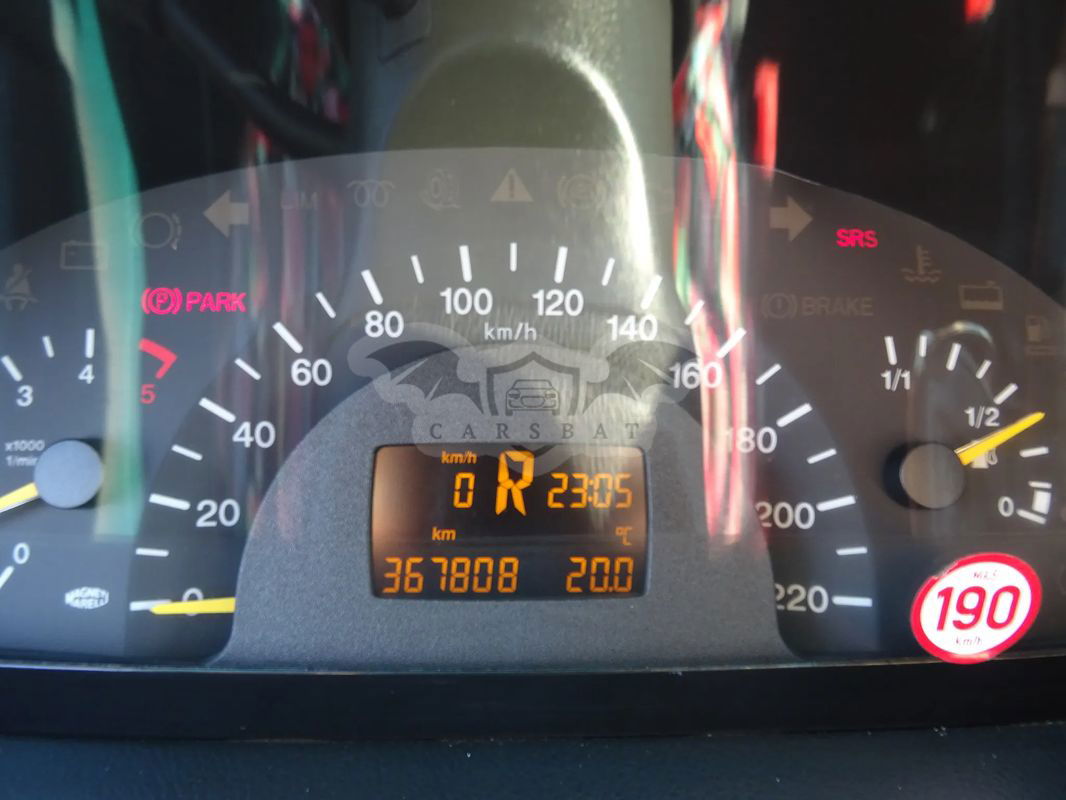 LIM
SRS
PARK
BRAKE
100
120
km/h
80
140
60
160
40
180
20
200
0
220
3
4
5
x1000
1/min
0
MAGNETI
MARELLI
1/1
1/2
0
CARSBAT
km/h
0
R
23:05
km
°C
367808
20.0
M+S
190
km/h